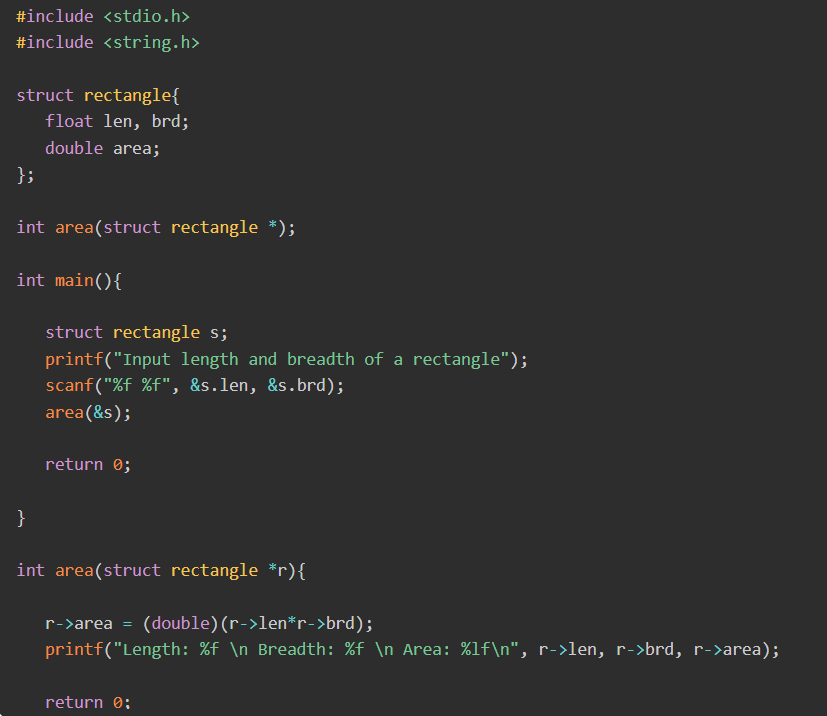 #include <stdio.h>
#include <string.h>
struct rectangle{
   float len, brd;
   double area;
};
int area(struct rectangle *);
int main(){
   struct rectangle s;
   printf("Input length and breadth of a rectangle");
   scanf("%f %f", &s.len, &s.brd);
   area(&s);
   return 0;
}
int area(struct rectangle *r){
   r->area = (double)(r->len*r->brd);
   printf("Length: %f \n Breadth: %f \n Area: %lf\n", r->len, r->brd, r->area);
   return 0;